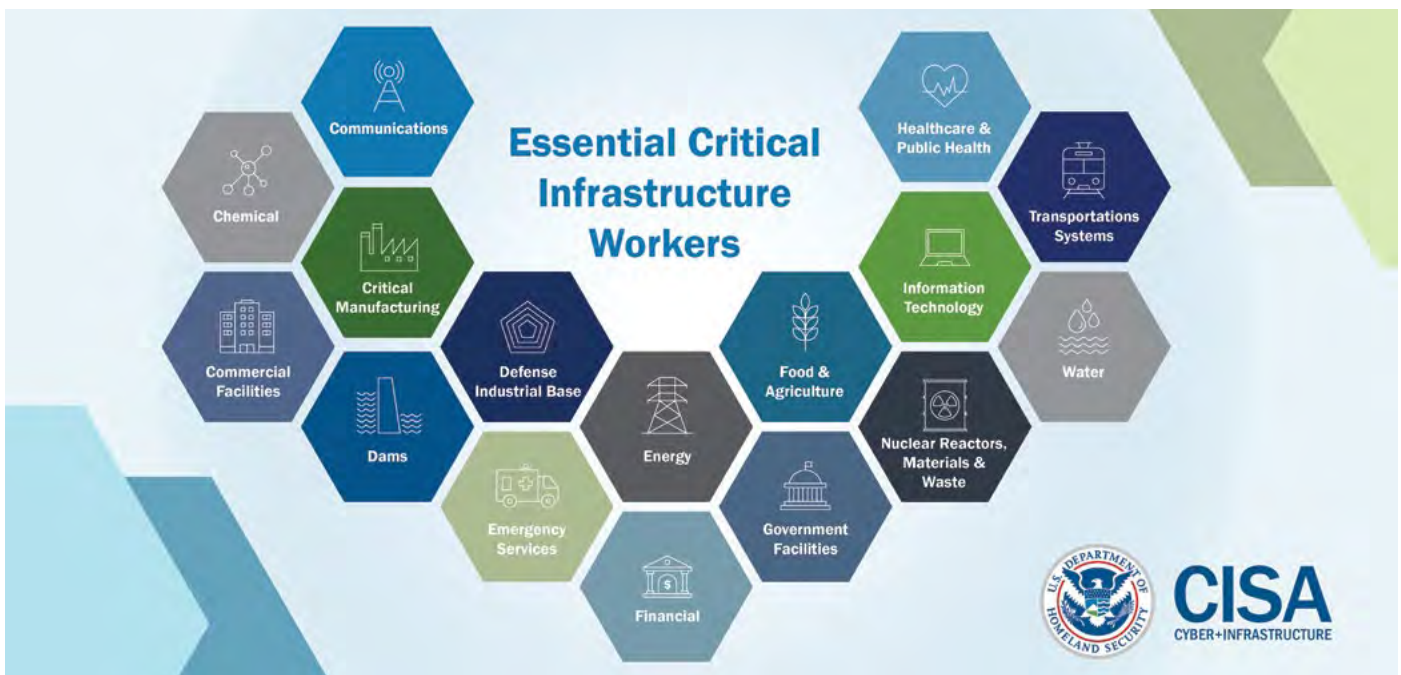 Essential Critical
Infrastructure
Workers
Communications
Chemical
Critical
Manufacturing
Commercial
Facilities
Dams
Defense
Industrial Base
Emergency
Services
Energy
Financial
Food &
Agriculture
Government
Facilities
Healthcare &
Public Health
Information
Technology
Nuclear Reactors,
Materials &
Waste
Transportations
Systems
Water
$
U.S. DEPARTMENT OF
HOMELAND SECURITY
CISA
CYBER+INFRASTRUCTURE